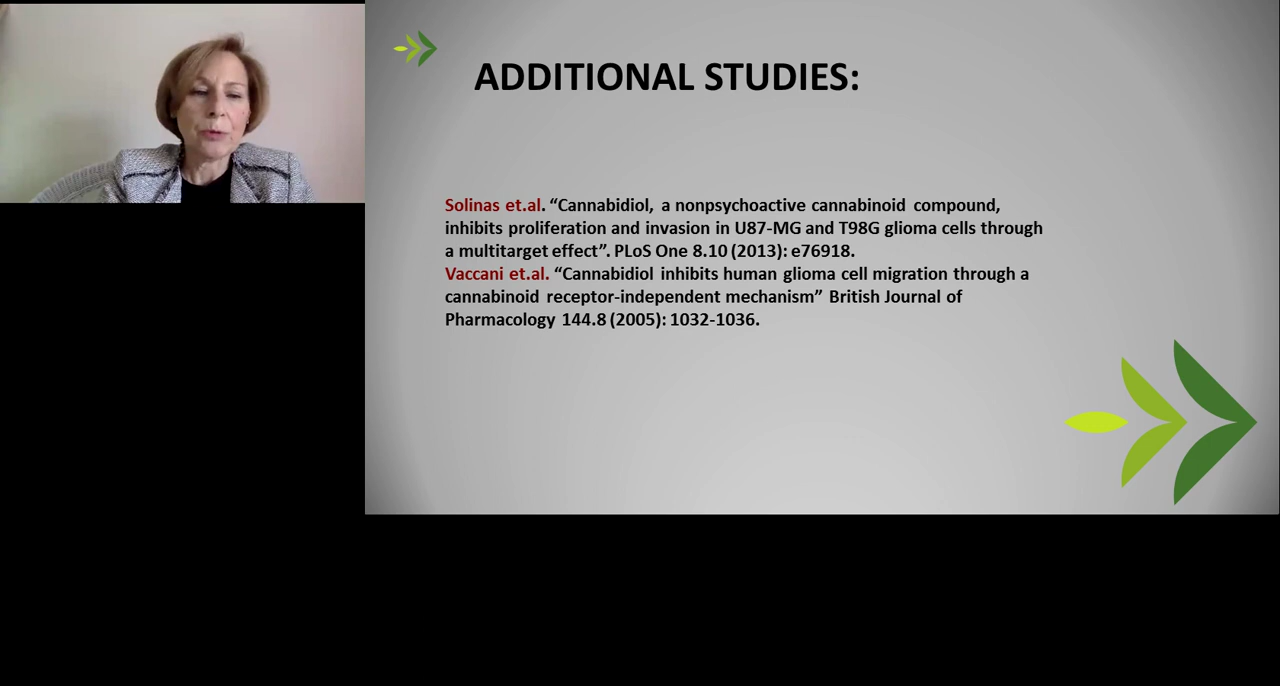 ADDITIONAL STUDIES:
Solinas et.al. “Cannabidiol, a nonpsychoactive cannabinoid compound,
inhibits proliferation and invasion in U87-MG and T98G glioma cells through
a multitarget effect”. PLoS One 8.10 (2013): e76918.
Vaccani et.al. “Cannabidiol inhibits human glioma cell migration through a
cannabinoid receptor-independent mechanism” British Journal of
Pharmacology 144.8 (2005): 1032-1036.